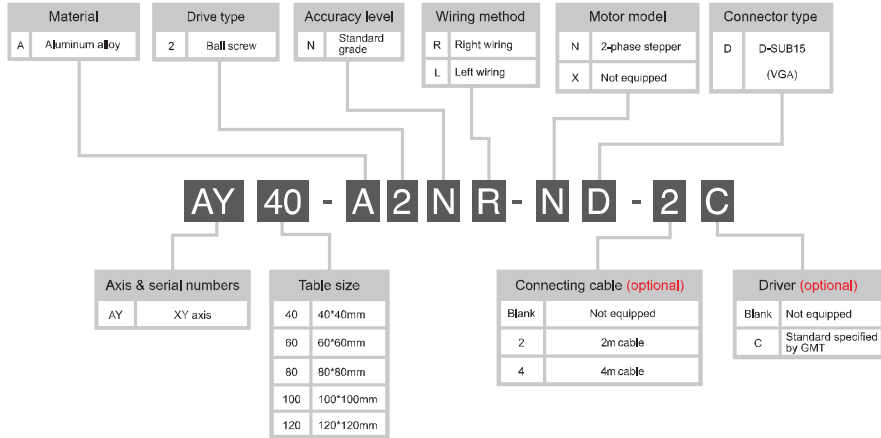 Material
A Aluminum alloy
Drive type
2 Ball screw
Accuracy level
N Standard
grade
Wiring method
R Right wiring
L Left wiring
Motor model
N 2-phase stepper
X Not equipped
Connector type
D D-SUB15
(VGA)
AY 40 - A 2 N R - N D - 2 C
Axis & serial numbers
AY XY axis
Table size
40 40*40mm
60 60*60mm
80 80*80mm
100 100*100mm
120 120*120mm
Connecting cable (optional)
Blank Not equipped
2 2m cable
4 4m cable
Driver (optional)
Blank Not equipped
C Standard specified
by GMT